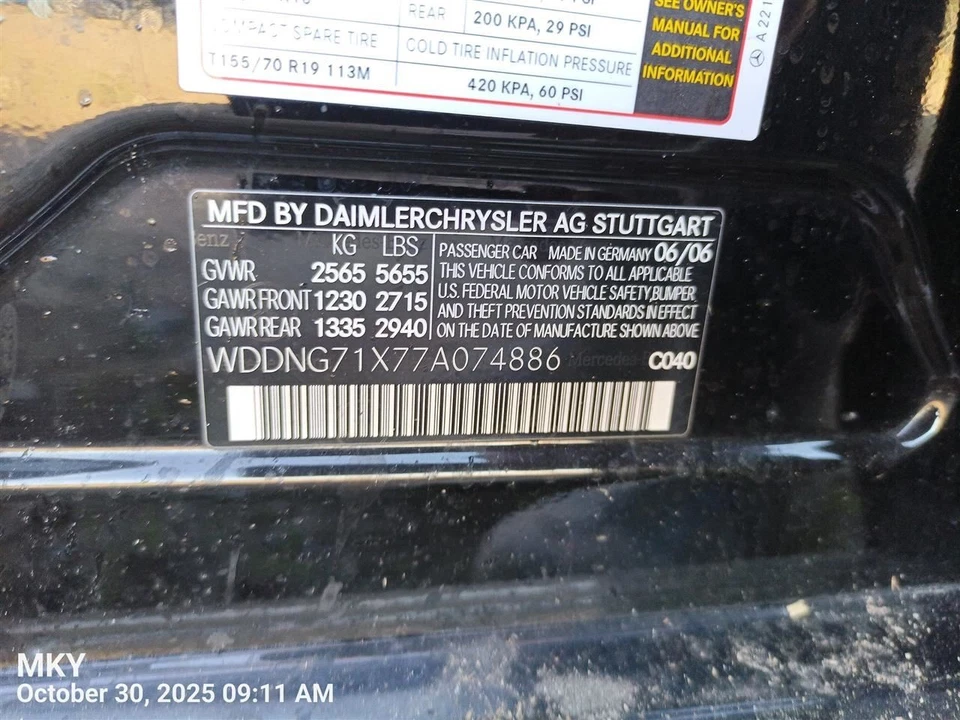 REAR
200 KPA, 29 PSI
COMPACT SPARE TIRE
COLD TIRE INFLATION PRESSURE
T155/70 R19 113M
420 KPA, 60 PSI
SEE OWNER'S
MANUAL FOR
ADDITIONAL
INFORMATION
A 221
MFD BY DAIMLERCHRYSLER AG STUTTGART
KG LBS
GVWR 2565 5655
GAWR FRONT 1230 2715
GAWR REAR 1335 2940
PASSENGER CAR MADE IN GERMANY 06/06
THIS VEHICLE CONFORMS TO ALL APPLICABLE
U.S. FEDERAL MOTOR VEHICLE SAFETY, BUMPER,
AND THEFT PREVENTION STANDARDS IN EFFECT
ON THE DATE OF MANUFACTURE SHOWN ABOVE
WDDNG71X77A074886 Mercedes C040
MKY
October 30, 2025 09:11 AM